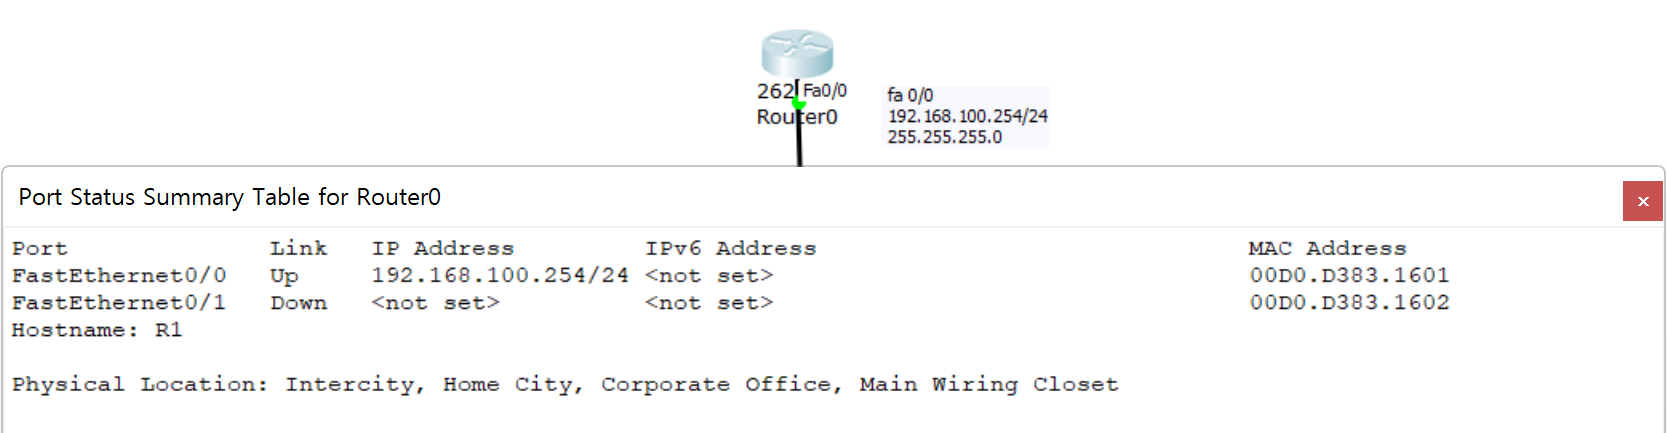 262 Fa0/0
Router0
fa 0/0
192.168.100.254/24
255.255.255.0
Port Status Summary Table for Router0
Port Link IP Address IPv6 Address MAC Address
FastEthernet0/0 Up 192.168.100.254/24 <not set> 00D0.D383.1601
FastEthernet0/1 Down <not set> <not set> 00D0.D383.1602
Hostname: R1
Physical Location: Intercity, Home City, Corporate Office, Main Wiring Closet